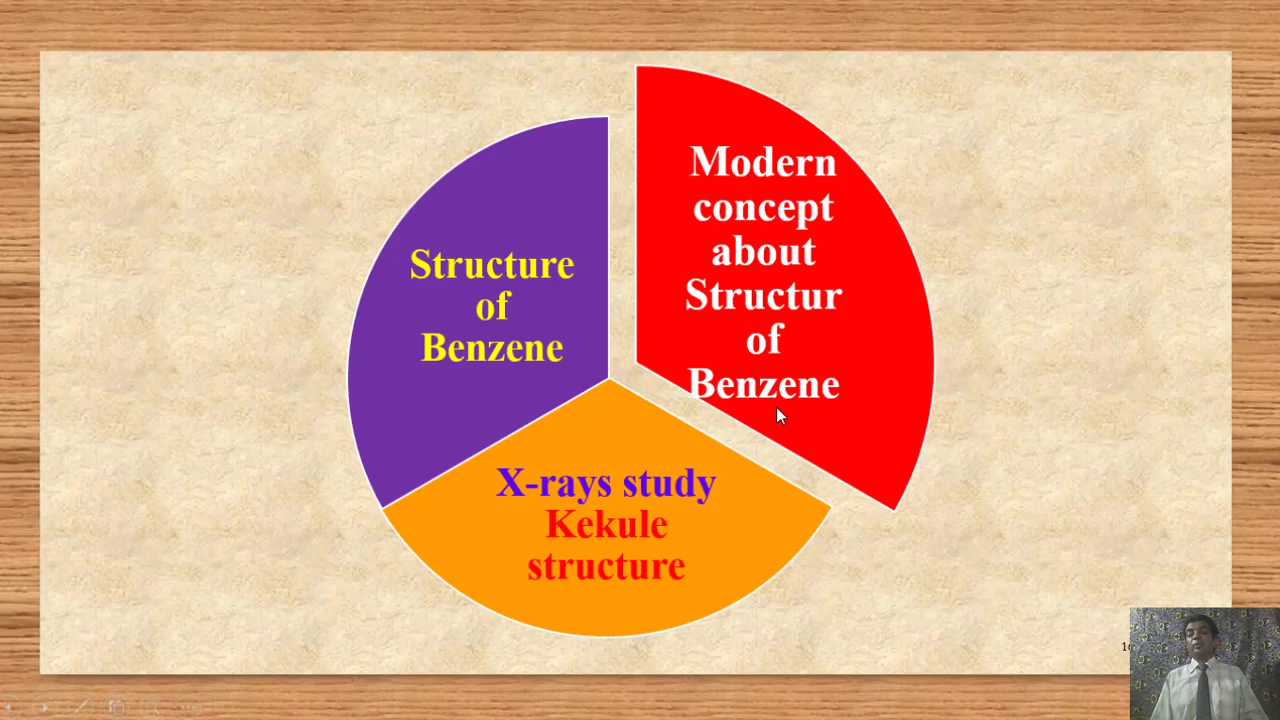 Structure
of
Benzene
Modern
concept
about
Structur
of
Benzene
X-rays study
Kekule
structure